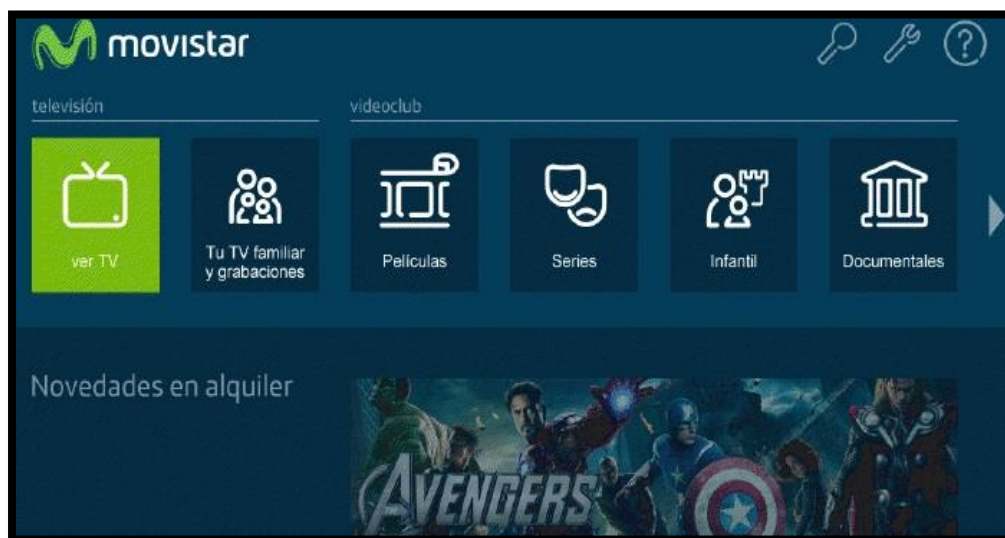 movistar
televisión
videoclub
ver TV
Tu TV familiar
y grabaciones
Películas
Series
Infantil
Documentales
Novedades en alquiler
AVENGERS